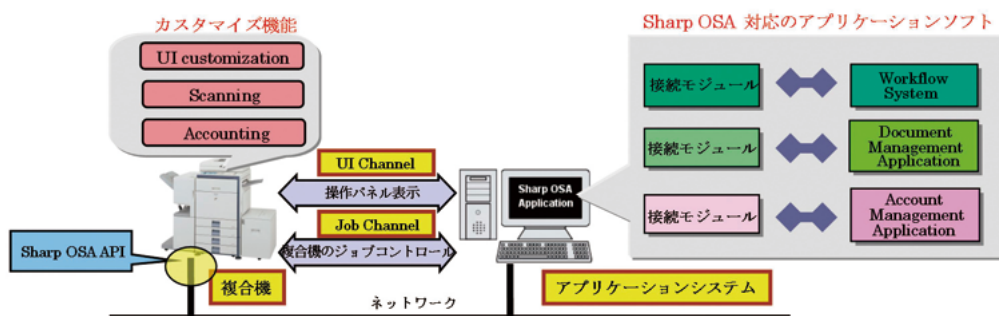 カスタマイズ機能
UI customization
Scanning
Accounting
Sharp OSA 対応のアプリケーションソフト
接続モジュール
Workflow
System
接続モジュール
Document
Management
Application
接続モジュール
Account
Management
Application
UI Channel
操作パネル表示
Job Channel
複合機のジョブコントロール
Sharp OSA
Application
Sharp OSA API
複合機
アプリケーションシステム
ネットワーク